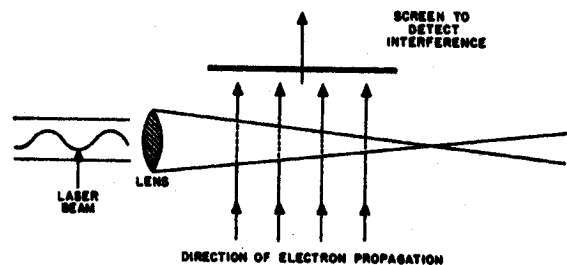 SCREEN TO
DETECT
INTERFERENCE
LENS
LASER
BEAM
DIRECTION OF ELECTRON PROPAGATION